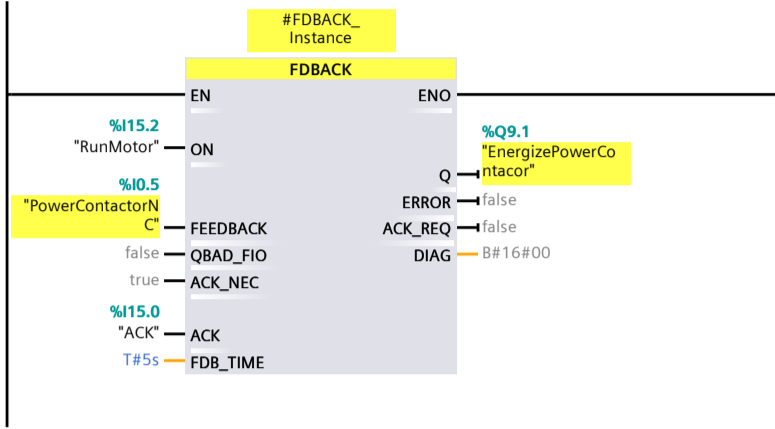 #FDBACK_
Instance
FDBACK
EN
ENO
%I15.2
"RunMotor"
ON
%Q9.1
"EnergizePowerCo
ntacor"
Q
%I0.5
"PowerContactorN
C"
FEEDBACK
ERROR
false
ACK_REQ
false
false
QBAD_FIO
DIAG
B#16#00
true
ACK_NEC
%I15.0
"ACK"
ACK
T#5s
FDB_TIME